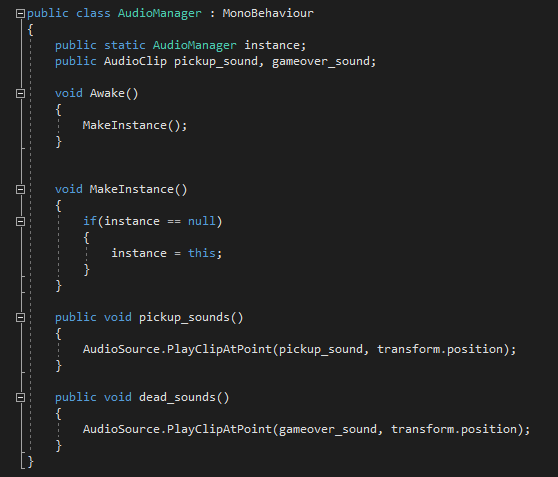 public class AudioManager : MonoBehaviour
{
    public static AudioManager instance;
    public AudioClip pickup_sound, gameover_sound;

    void Awake()
    {
        MakeInstance();
    }


    void MakeInstance()
    {
        if(instance == null)
        {
            instance = this;
        }
    }

    public void pickup_sounds()
    {
        AudioSource.PlayClipAtPoint(pickup_sound, transform.position);
    }

    public void dead_sounds()
    {
        AudioSource.PlayClipAtPoint(gameover_sound, transform.position);
    }
}